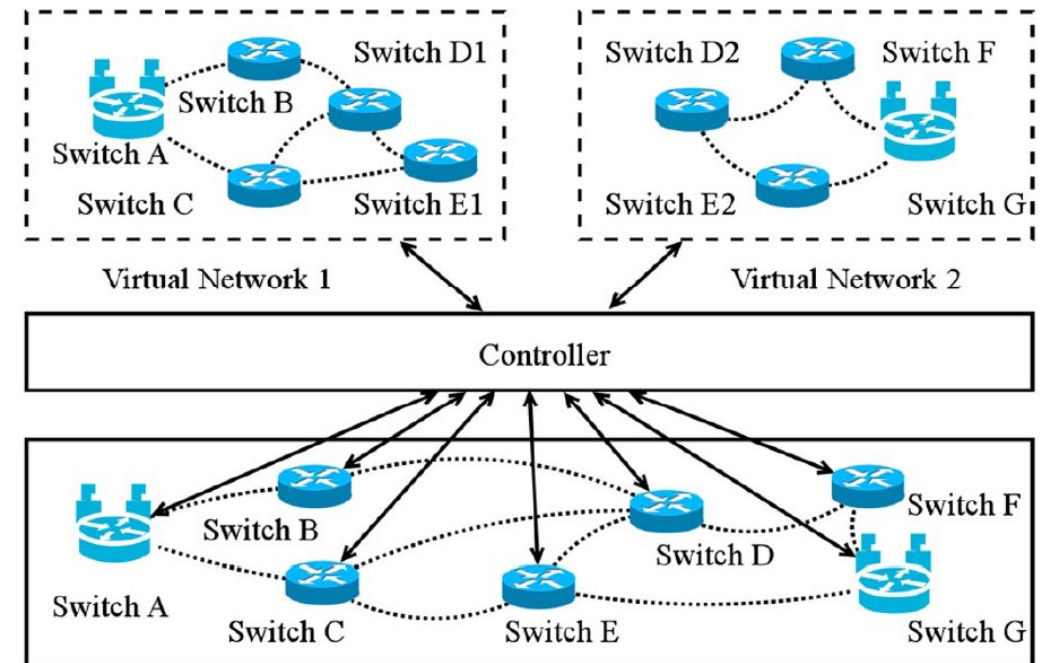 Switch D1
Switch B
Switch A
Switch C
Switch E1
Switch D2
Switch F
Switch E2
Switch G
Virtual Network 1
Virtual Network 2
Controller
Switch B
Switch F
Switch D
Switch A
Switch C
Switch E
Switch G